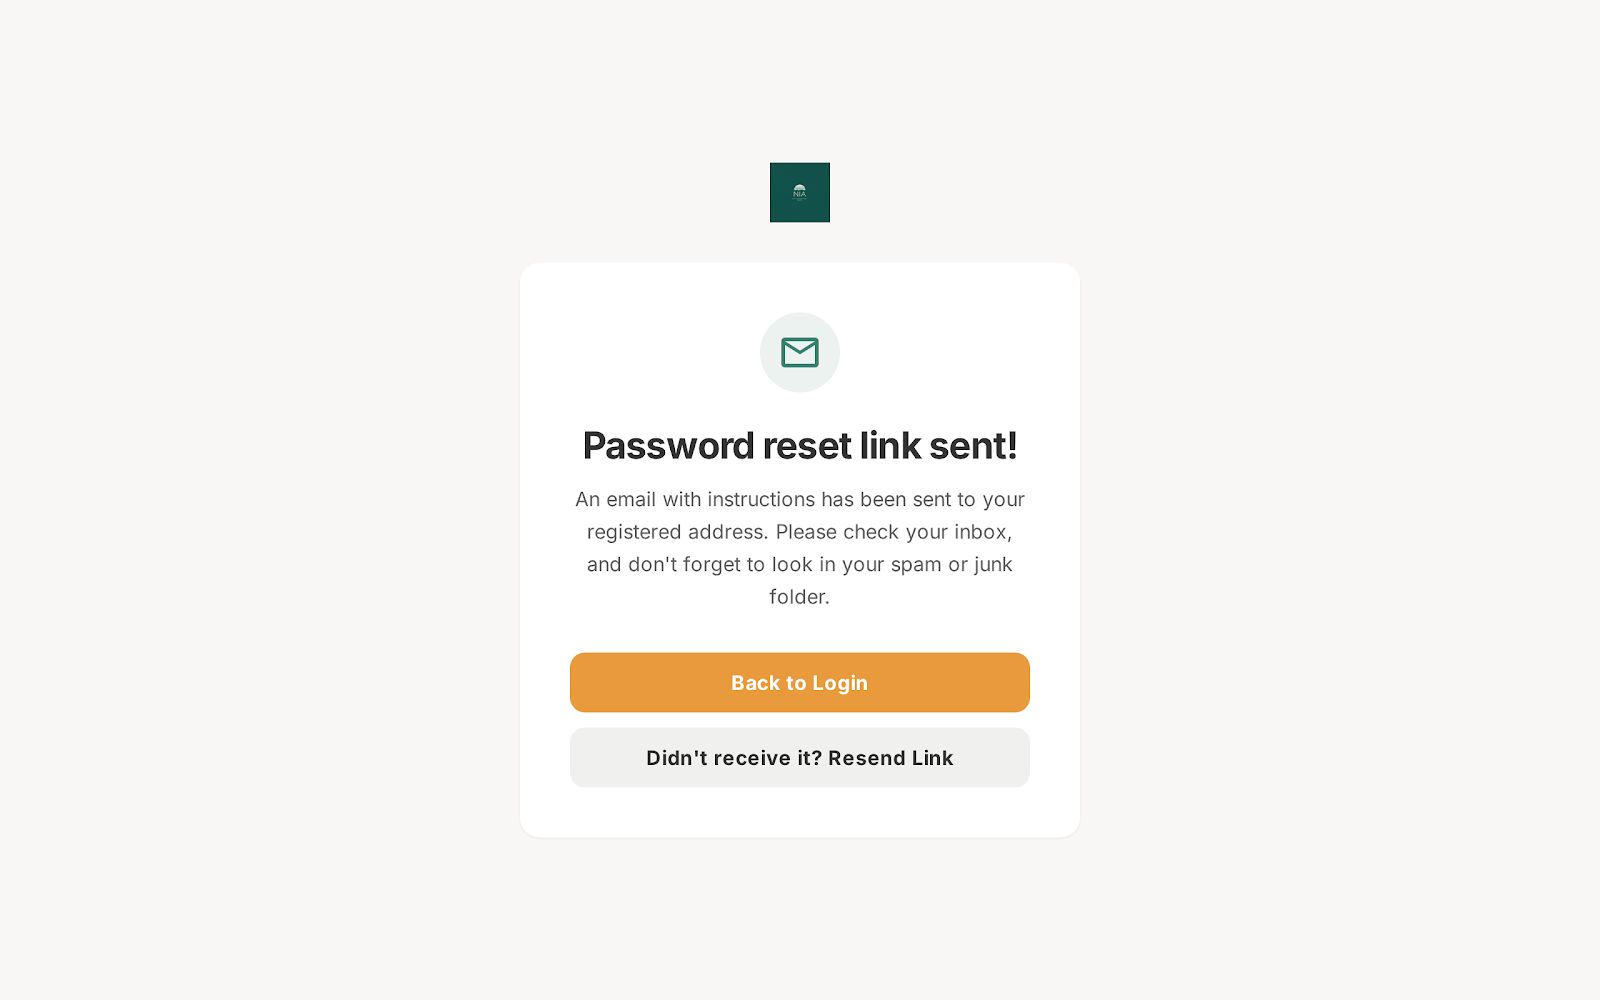 NIA
Password reset link sent!
An email with instructions has been sent to your
registered address. Please check your inbox,
and don't forget to look in your spam or junk
folder.
Back to Login
Didn't receive it? Resend Link